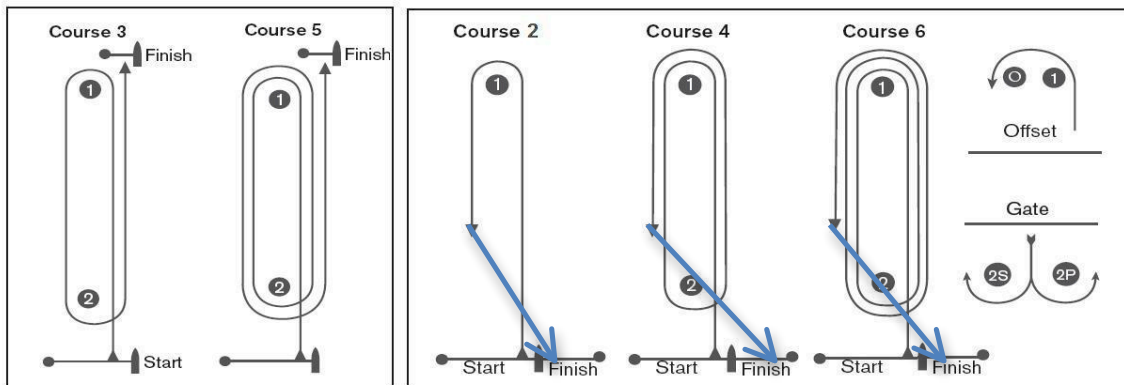 Course 3
Course 5
Finish
Finish
1
1
2
2
Start
Course 2
Course 4
Course 6
1
1
1
2
2
Start
Finish
Start
Finish
Start
Finish
O
1
Offset
Gate
2S
2P